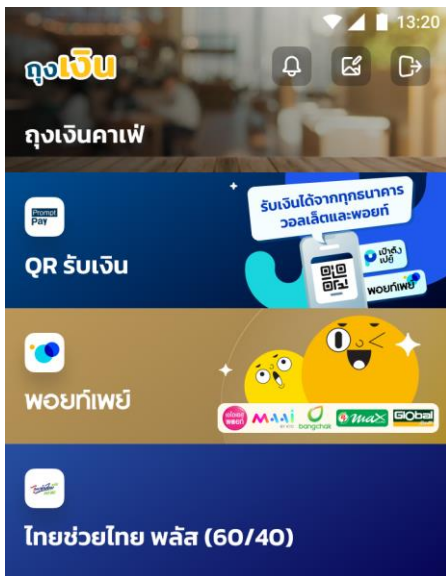 13:20
ถุงเงิน
ถุงเงินคาเฟ่
Prompt
Pay
รับเงินได้จากทุกธนาคาร
วอลเล็ตและพอยท์
QR รับเงิน
เป๋าตัง
เปย์
พอยท์เพย์
พอยท์เพย์
MAAI
bangchak
max
Global
ไทยช่วยไทย พลัส (60/40)